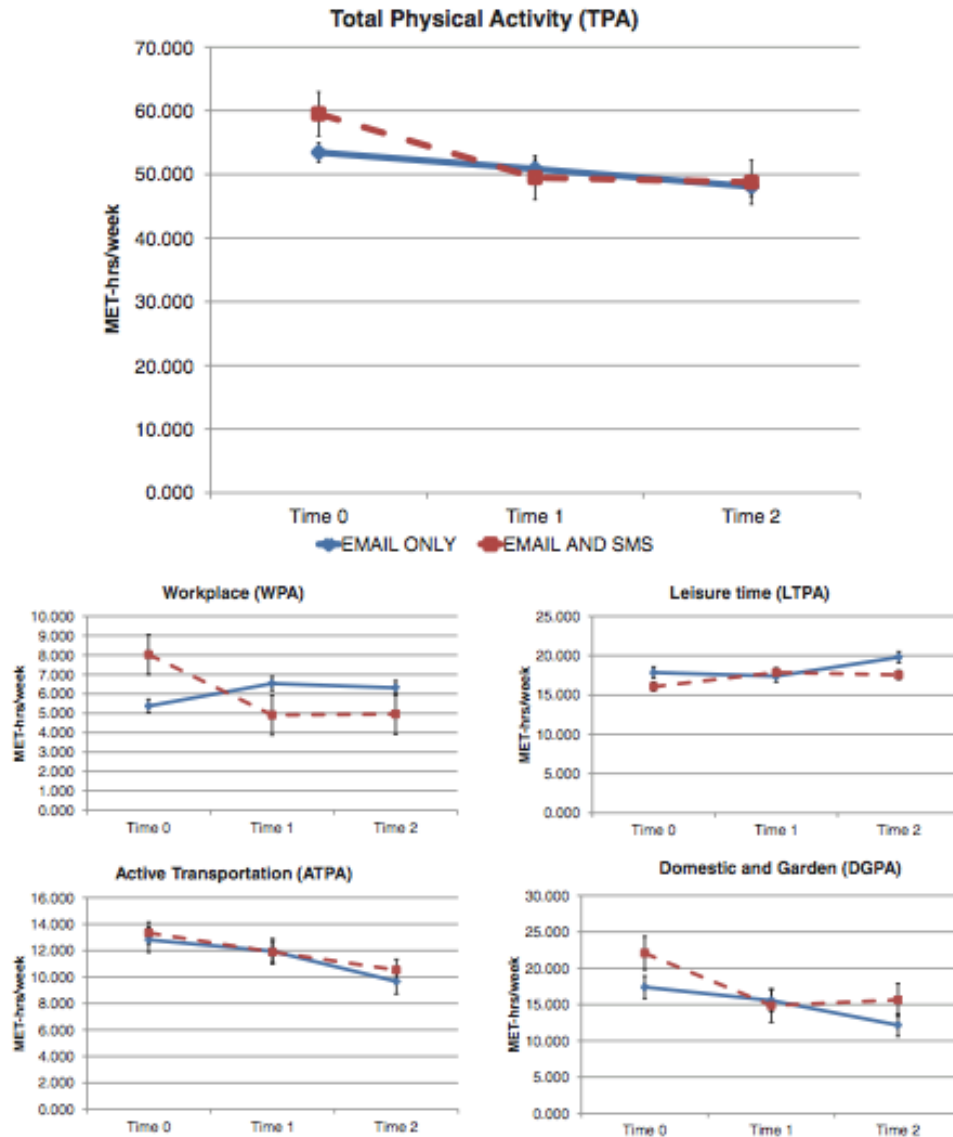 Total Physical Activity (TPA)
70.000
60.000
50.000
40.000
30.000
20.000
10.000
0.000
MET-hrs/week
Time 0 Time 1 Time 2
EMAIL ONLY EMAIL AND SMS
Workplace (WPA)
10.000
9.000
8.000
7.000
6.000
5.000
4.000
3.000
2.000
1.000
0.000
MET-hrs/week
Time 0 Time 1 Time 2
Leisure time (LTPA)
25.000
20.000
15.000
10.000
5.000
0.000
MET-hrs/week
Time 0 Time 1 Time 2
Active Transportation (ATPA)
16.000
14.000
12.000
10.000
8.000
6.000
4.000
2.000
0.000
MET-hrs/week
Time 0 Time 1 Time 2
Domestic and Garden (DGPA)
30.000
25.000
20.000
15.000
10.000
5.000
0.000
MET-hrs/week
Time 0 Time 1 Time 2